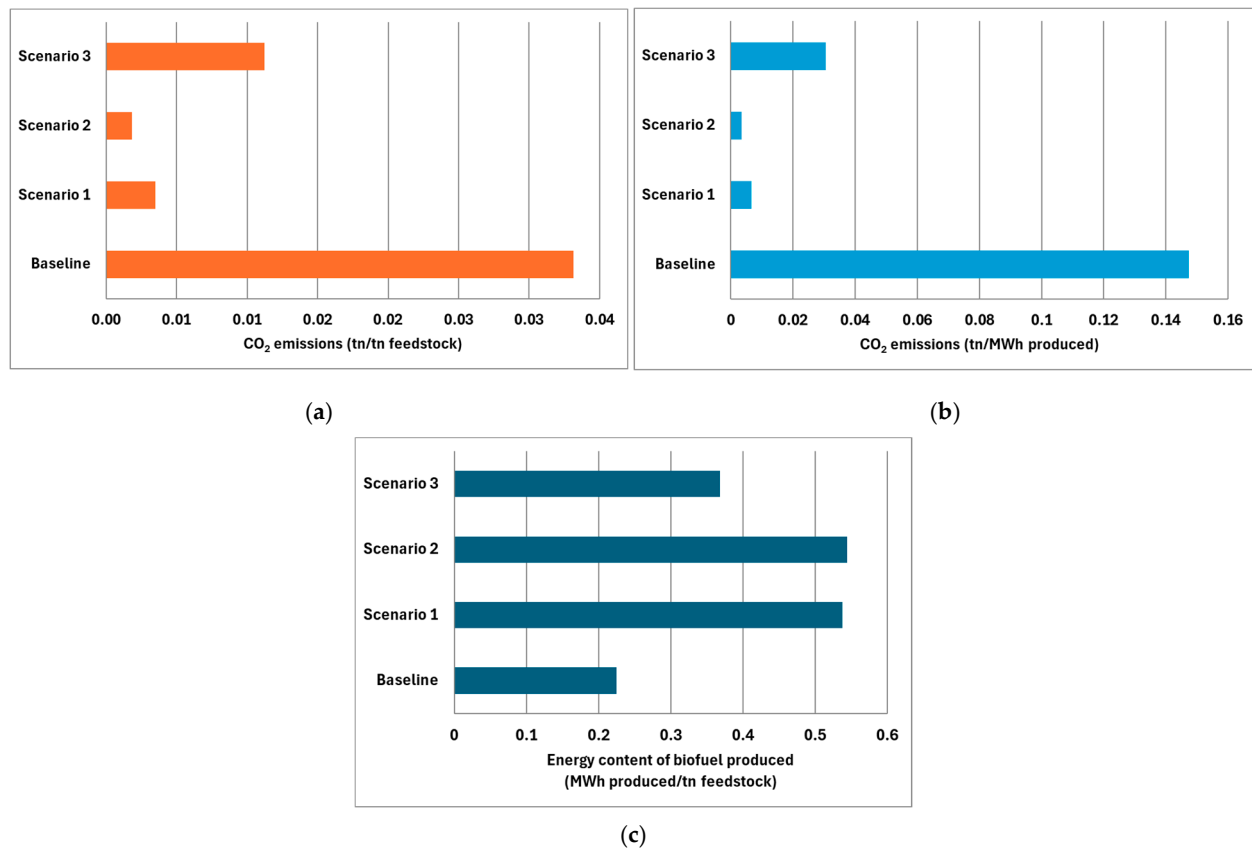 Scenario 3
Scenario 2
Scenario 1
Baseline
0.00 0.01 0.01 0.02 0.02 0.03 0.03 0.04
CO₂ emissions (tn/tn feedstock)
(a)
Scenario 3
Scenario 2
Scenario 1
Baseline
0 0.02 0.04 0.06 0.08 0.1 0.12 0.14 0.16
CO₂ emissions (tn/MWh produced)
(b)
Scenario 3
Scenario 2
Scenario 1
Baseline
0 0.1 0.2 0.3 0.4 0.5 0.6
Energy content of biofuel produced
(MWh produced/tn feedstock)
(c)